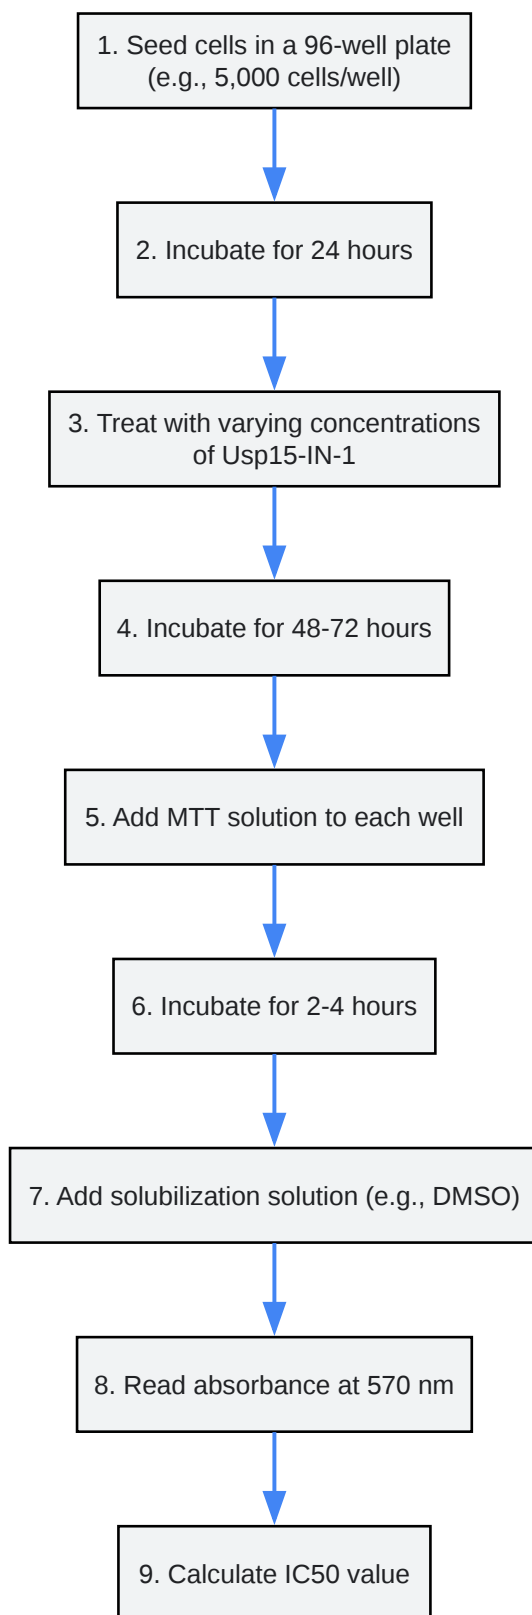 1. Seed cells in a 96-well plate
(e.g., 5,000 cells/well)
2. Incubate for 24 hours
3. Treat with varying concentrations
of Usp15-IN-1
4. Incubate for 48-72 hours
5. Add MTT solution to each well
6. Incubate for 2-4 hours
7. Add solubilization solution (e.g., DMSO)
8. Read absorbance at 570 nm
9. Calculate IC50 value